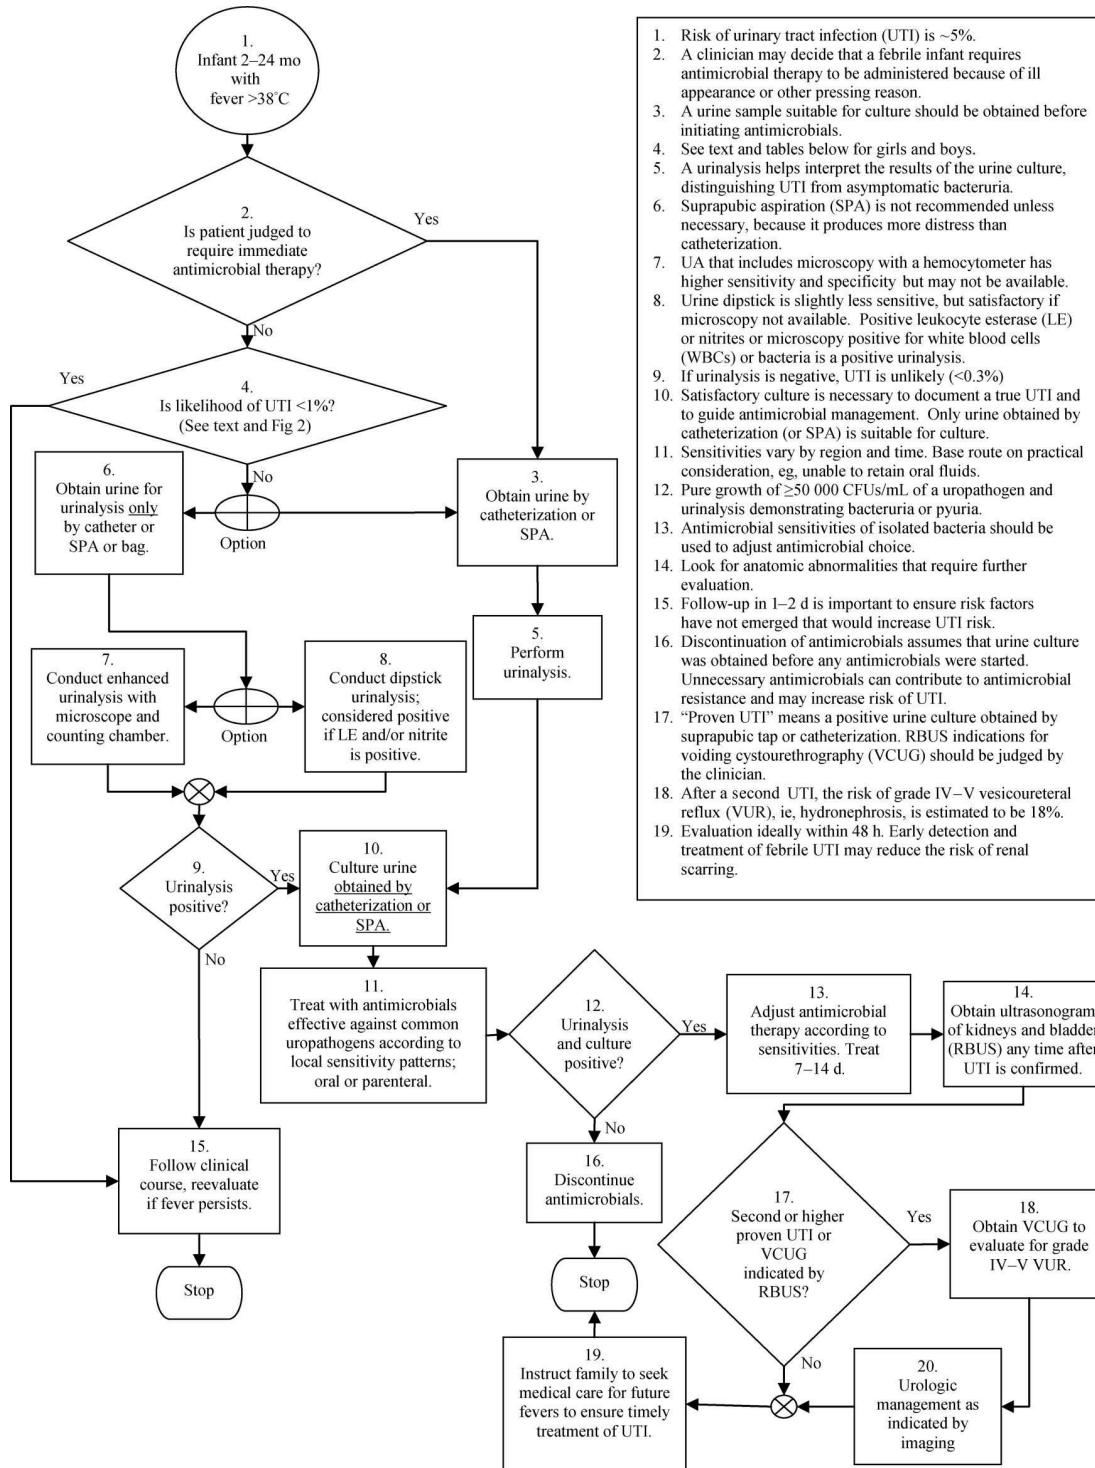 1.
Infant 2–24 mo
with
fever >38°C
2.
Is patient judged to
require immediate
antimicrobial therapy?
Yes
No
4.
Is likelihood of UTI <1%?
(See text and Fig 2)
Yes
No
6.
Obtain urine for
urinalysis only
by catheter or
SPA or bag.
Option
3.
Obtain urine by
catheterization or
SPA.
5.
Perform
urinalysis.
7.
Conduct enhanced
urinalysis with
microscope and
counting chamber.
Option
8.
Conduct dipstick
urinalysis;
considered positive
if LE and/or nitrite
is positive.
9.
Urinalysis
positive?
Yes
No
10.
Culture urine
obtained by
catheterization or
SPA.
11.
Treat with antimicrobials
effective against common
uropathogens according to
local sensitivity patterns;
oral or parenteral.
12.
Urinalysis
and culture
positive?
Yes
No
13.
Adjust antimicrobial
therapy according to
sensitivities. Treat
7–14 d.
14.
Obtain ultrasonogram
of kidneys and bladder
(RBUS) any time after
UTI is confirmed.
15.
Follow clinical
course, reevaluate
if fever persists.
Stop
16.
Discontinue
antimicrobials.
Stop
17.
Second or higher
proven UTI or
VCUG
indicated by
RBUS?
Yes
No
18.
Obtain VCUG to
evaluate for grade
IV–V VUR.
19.
Instruct family to seek
medical care for future
fevers to ensure timely
treatment of UTI.
20.
Urologic
management as
indicated by
imaging
1. Risk of urinary tract infection (UTI) is ~5%.
2. A clinician may decide that a febrile infant requires
antimicrobial therapy to be administered because of ill
appearance or other pressing reason.
3. A urine sample suitable for culture should be obtained before
initiating antimicrobials.
4. See text and tables below for girls and boys.
5. A urinalysis helps interpret the results of the urine culture,
distinguishing UTI from asymptomatic bacteruria.
6. Suprapubic aspiration (SPA) is not recommended unless
necessary, because it produces more distress than
catheterization.
7. UA that includes microscopy with a hemocytometer has
higher sensitivity and specificity but may not be available.
8. Urine dipstick is slightly less sensitive, but satisfactory if
microscopy not available. Positive leukocyte esterase (LE)
or nitrites or microscopy positive for white blood cells
(WBCs) or bacteria is a positive urinalysis.
9. If urinalysis is negative, UTI is unlikely (<0.3%)
10. Satisfactory culture is necessary to document a true UTI and
to guide antimicrobial management. Only urine obtained by
catheterization (or SPA) is suitable for culture.
11. Sensitivities vary by region and time. Base route on practical
consideration, eg, unable to retain oral fluids.
12. Pure growth of ≥50 000 CFUs/mL of a uropathogen and
urinalysis demonstrating bacteruria or pyuria.
13. Antimicrobial sensitivities of isolated bacteria should be
used to adjust antimicrobial choice.
14. Look for anatomic abnormalities that require further
evaluation.
15. Follow-up in 1–2 d is important to ensure risk factors
have not emerged that would increase UTI risk.
16. Discontinuation of antimicrobials assumes that urine culture
was obtained before any antimicrobials were started.
Unnecessary antimicrobials can contribute to antimicrobial
resistance and may increase risk of UTI.
17. “Proven UTI” means a positive urine culture obtained by
suprapubic tap or catheterization. RBUS indications for
voiding cystourethrography (VCUG) should be judged by
the clinician.
18. After a second UTI, the risk of grade IV–V vesicoureteral
reflux (VUR), ie, hydronephrosis, is estimated to be 18%.
19. Evaluation ideally within 48 h. Early detection and
treatment of febrile UTI may reduce the risk of renal
scarring.